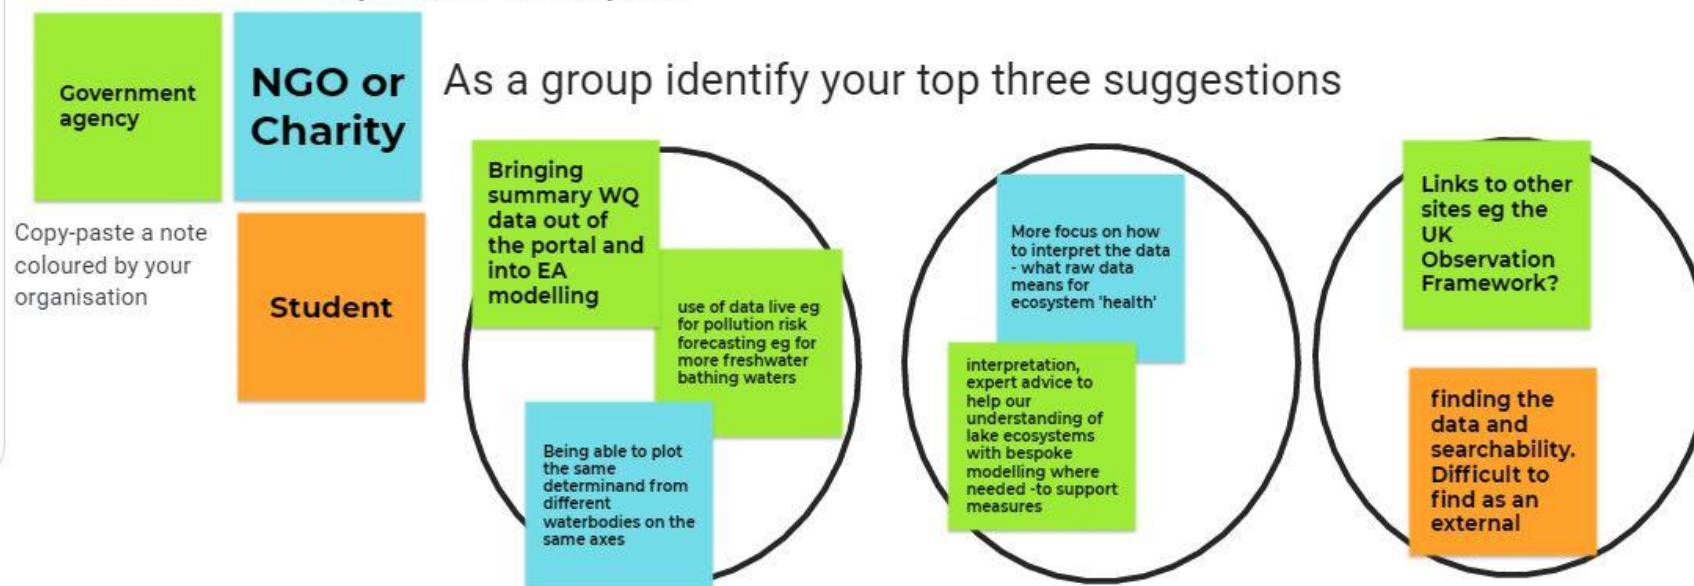 Government
agency
NGO or
Charity
As a group identify your top three suggestions
Copy-paste a note
coloured by your
organisation
Student
Bringing
summary WQ
data out of
the portal and
into EA
modelling
use of data live eg
for pollution risk
forecasting eg for
more freshwater
bathing waters
Being able to plot
the same
determinand from
different
waterbodies on the
same axes
More focus on how
to interpret the data
- what raw data
means for
ecosystem 'health'
interpretation,
expert advice to
help our
understanding of
lake ecosystems
with bespoke
modelling where
needed -to support
measures
Links to other
sites eg the
UK
Observation
Framework?
finding the
data and
searchability.
Difficult to
find as an
external